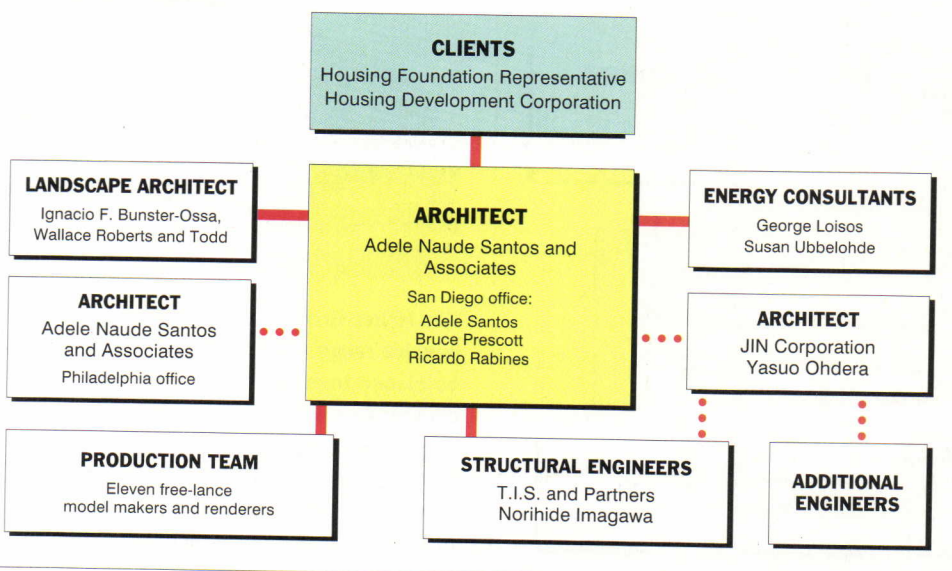 CLIENTS
Housing Foundation Representative
Housing Development Corporation
LANDSCAPE ARCHITECT
Ignacio F. Bunster-Ossa,
Wallace Roberts and Todd
ARCHITECT
Adele Naude Santos and
Associates
San Diego office:
Adele Santos
Bruce Prescott
Ricardo Rabines
ENERGY CONSULTANTS
George Loisos
Susan Ubbelohde
ARCHITECT
Adele Naude Santos
and Associates
Philadelphia office
ARCHITECT
JIN Corporation
Yasuo Ohdera
PRODUCTION TEAM
Eleven free-lance
model makers and renderers
STRUCTURAL ENGINEERS
T.I.S. and Partners
Norihide Imagawa
ADDITIONAL
ENGINEERS